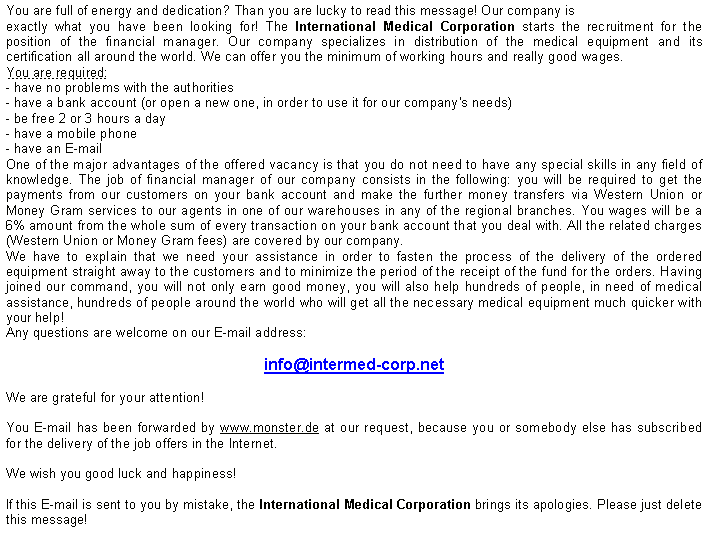 You are full of energy and dedication? Than you are lucky to read this message! Our company is
exactly what you have been looking for! The International Medical Corporation starts the recruitment for the
position of the financial manager. Our company specializes in distribution of the medical equipment and its
certification all around the world. We can offer you the minimum of working hours and really good wages.
You are required:
- have no problems with the authorities
- have a bank account (or open a new one, in order to use it for our company's needs)
- be free 2 or 3 hours a day
- have a mobile phone
- have an E-mail
One of the major advantages of the offered vacancy is that you do not need to have any special skills in any field of
knowledge. The job of financial manager of our company consists in the following: you will be required to get the
payments from our customers on your bank account and make the further money transfers via Western Union or
Money Gram services to our agents in one of our warehouses in any of the regional branches. You wages will be a
6% amount from the whole sum of every transaction on your bank account that you deal with. All the related charges
(Western Union or Money Gram fees) are covered by our company.
We have to explain that we need your assistance in order to fasten the process of the delivery of the ordered
equipment straight away to the customers and to minimize the period of the receipt of the fund for the orders. Having
joined our command, you will not only earn good money, you will also help hundreds of people, in need of medical
assistance, hundreds of people around the world who will get all the necessary medical equipment much quicker with
your help!
Any questions are welcome on our E-mail address:
info@intermed-corp.net
We are grateful for your attention!
You E-mail has been forwarded by www.monster.de at our request, because you or somebody else has subscribed
for the delivery of the job offers in the Internet.
We wish you good luck and happiness!
If this E-mail is sent to you by mistake, the International Medical Corporation brings its apologies. Please just delete
this message!